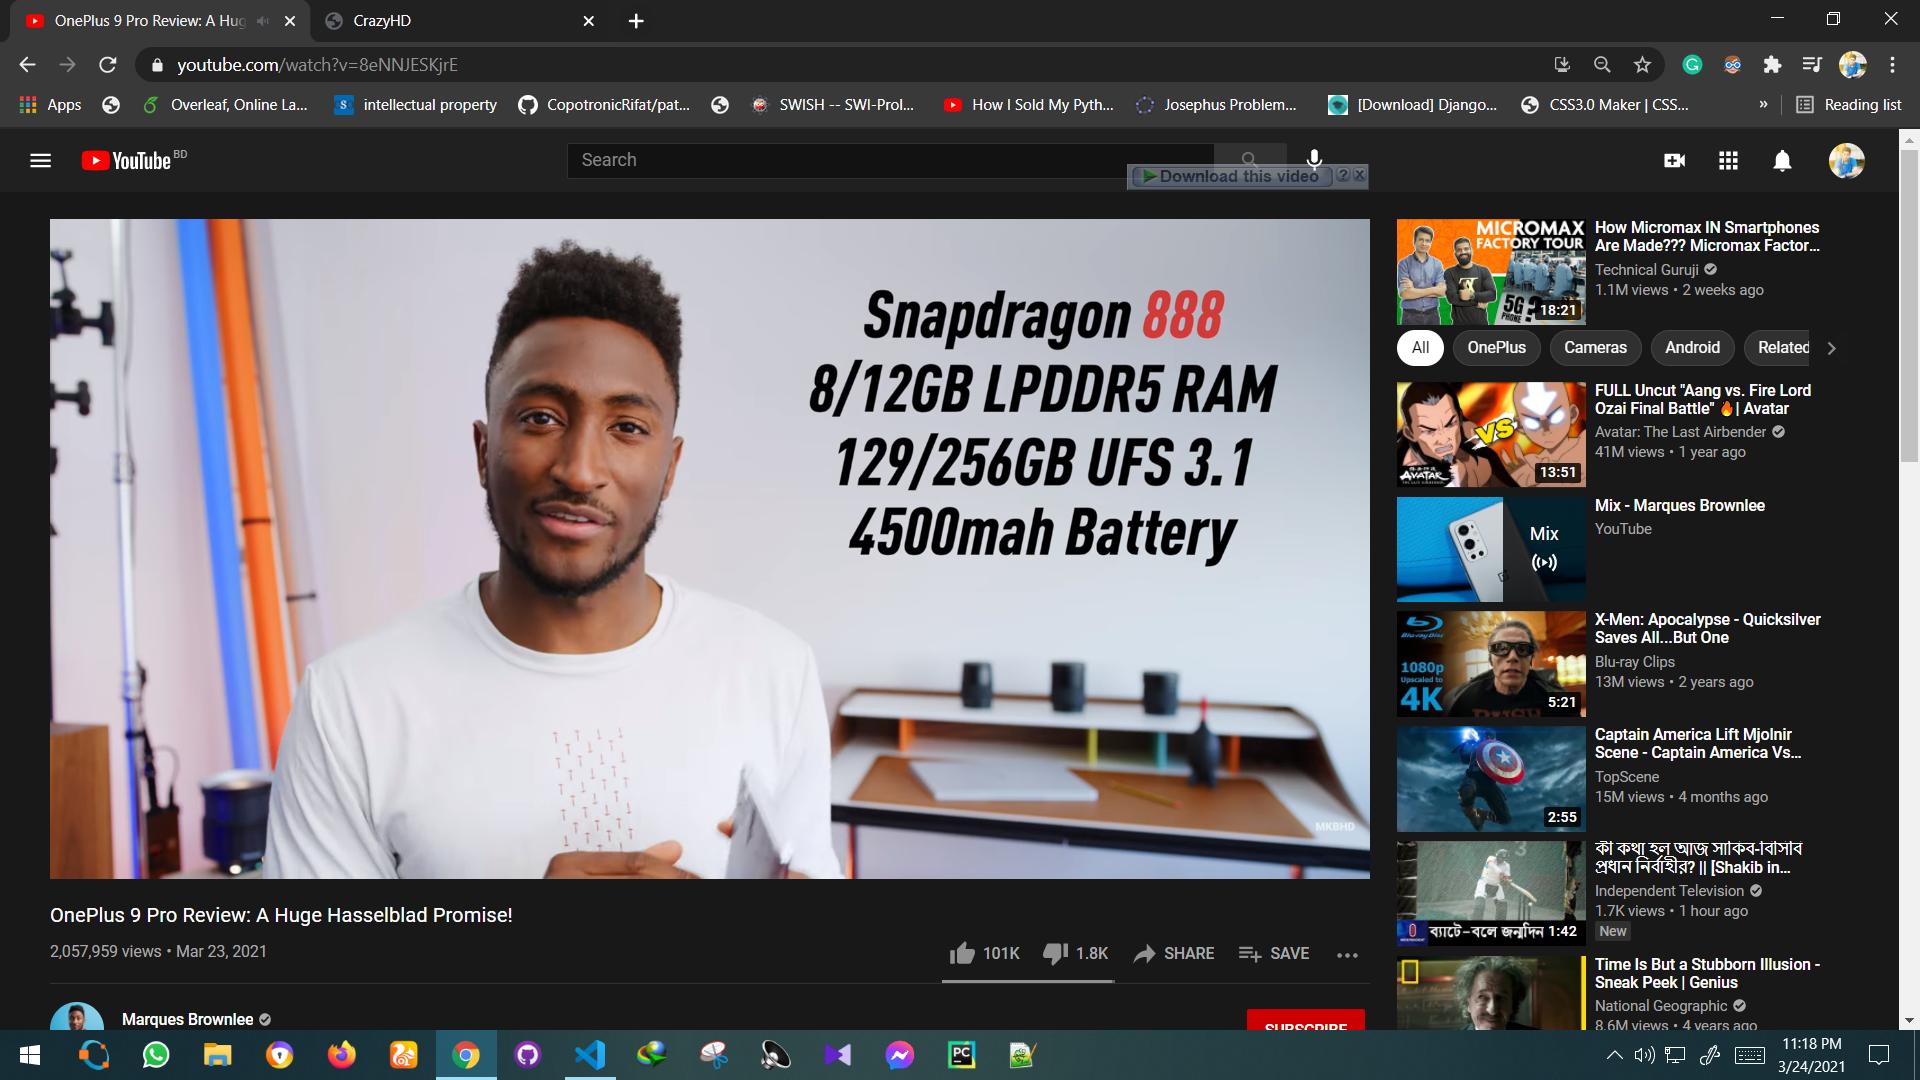 OnePlus 9 Pro Review: A Hug
CrazyHD
youtube.com/watch?v=8eNNJESKjrE
Apps
Overleaf, Online La...
intellectual property
CopotronicRifat/pat...
SWISH -- SWI-Prol...
How I Sold My Pyth...
Josephus Problem...
[Download] Django...
CSS3.0 Maker | CSS...
»
Reading list
YouTube BD
Search
Download this video ? x
Snapdragon 888
8/12GB LPDDR5 RAM
129/256GB UFS 3.1
4500mah Battery
MKBHD
OnePlus 9 Pro Review: A Huge Hasselblad Promise!
2,057,959 views • Mar 23, 2021
101K
1.8K
SHARE
SAVE
Marques Brownlee
SUBSCRIBE
MICROMAX
FACTORY TOUR
5G ?
PHONE
18:21
How Micromax IN Smartphones
Are Made??? Micromax Factor...
Technical Guruji
1.1M views • 2 weeks ago
All
OnePlus
Cameras
Android
Related
VS
AVATAR
13:51
FULL Uncut "Aang vs. Fire Lord
Ozai Final Battle" 🔥| Avatar
Avatar: The Last Airbender
41M views • 1 year ago
Mix
Mix - Marques Brownlee
YouTube
Blu-ray Disc
1080p
Upscaled to
4K
RUSH
5:21
X-Men: Apocalypse - Quicksilver
Saves All...But One
Blu-ray Clips
13M views • 2 years ago
2:55
Captain America Lift Mjolnir
Scene - Captain America Vs...
TopScene
15M views • 4 months ago
ব্যাটে-বলে জন্মদিন 1:42
কী কথা হল আজ সাকিব-বিসিবি
প্রধান নির্বাহীর? || [Shakib in...
Independent Television
1.7K views • 1 hour ago
New
Time Is But a Stubborn Illusion -
Sneak Peek | Genius
National Geographic
8.6M views • 4 years ago
PC
11:18 PM
3/24/2021